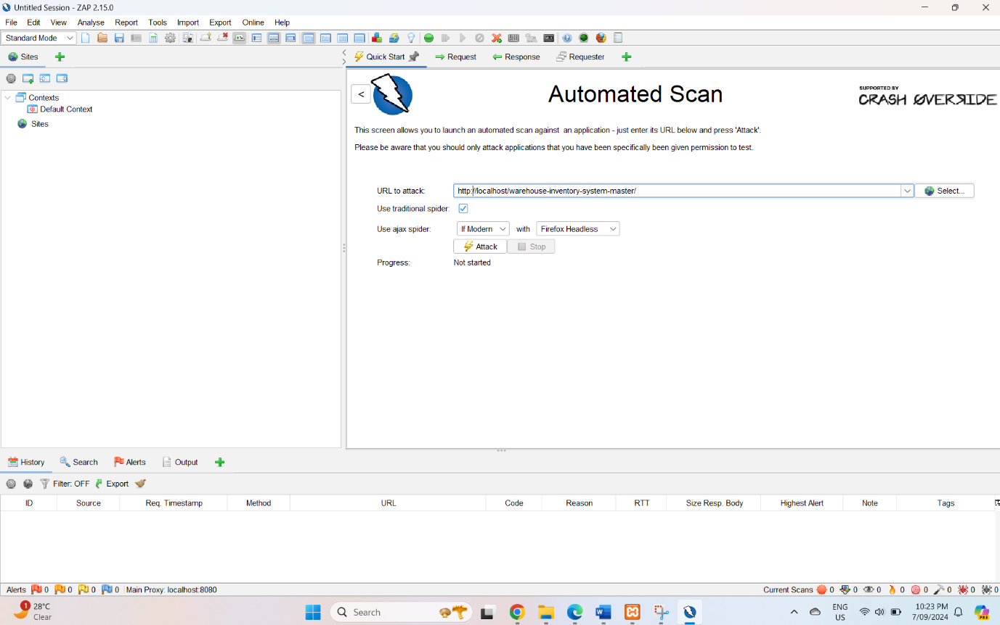 Untitled Session - ZAP 2.15.0
File Edit View Analyse Report Tools Import Export Online Help
Standard Mode
Sites
Quick Start Request Response Requester
Contexts
Default Context
Sites
<
Automated Scan
SUPPORTED BY
CRASH ØVERRIDE
This screen allows you to launch an automated scan against  an application - just enter its URL below and press 'Attack'.
Please be aware that you should only attack applications that you have been specifically been given permission to test.
URL to attack: http://localhost/warehouse-inventory-system-master/ Select...
Use traditional spider:
Use ajax spider: If Modern with Firefox Headless
Attack Stop
Progress: Not started
History Search Alerts Output
Filter: OFF Export
ID Source Req. Timestamp Method URL Code Reason RTT Size Resp. Body Highest Alert Note Tags
Alerts 0 0 0 0 Main Proxy: localhost:8080 Current Scans 0 0 0 0 0 0 0 0
1 28°C
Clear
Search
ENG
US
10:23 PM
7/09/2024
PRE